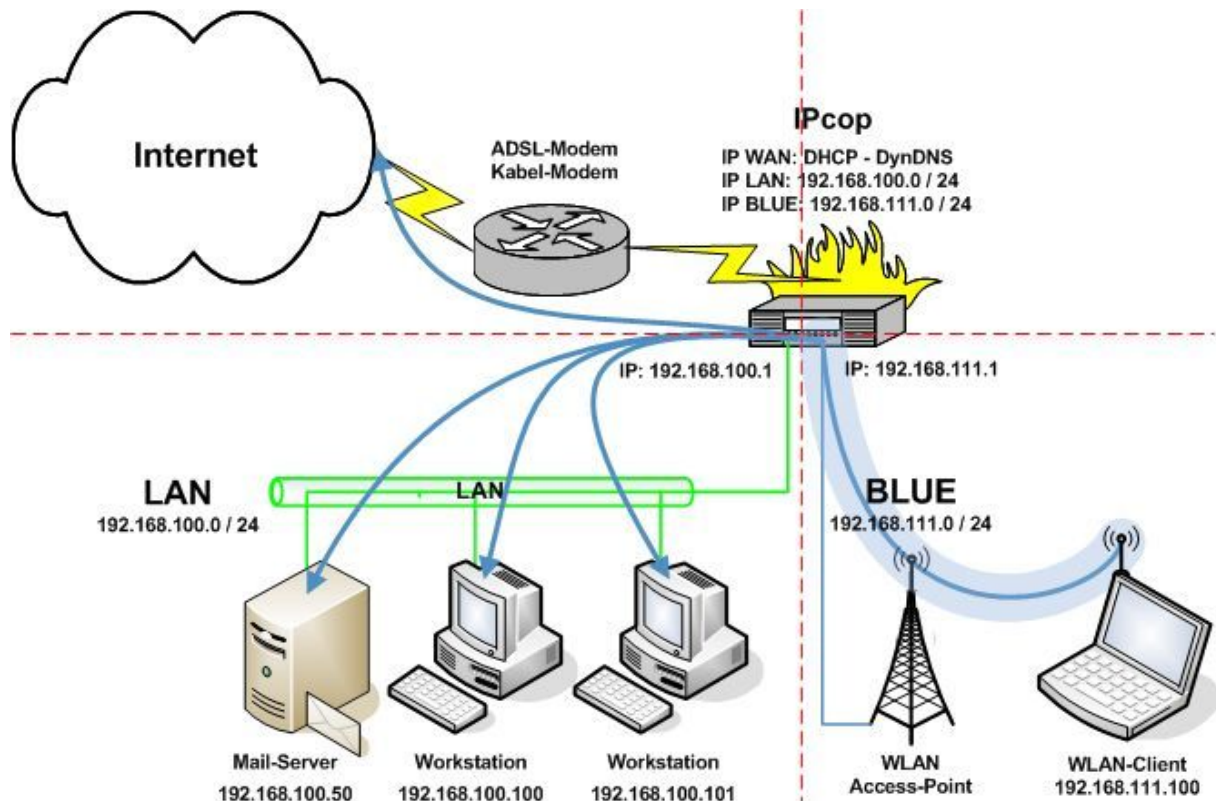 Internet
ADSL-Modem
Kabel-Modem
IPcop
IP WAN: DHCP - DynDNS
IP LAN: 192.168.100.0 / 24
IP BLUE: 192.168.111.0 / 24
IP: 192.168.100.1
IP: 192.168.111.1
LAN
192.168.100.0 / 24
LAN
BLUE
192.168.111.0 / 24
Mail-Server
192.168.100.50
Workstation
192.168.100.100
Workstation
192.168.100.101
WLAN
Access-Point
WLAN-Client
192.168.111.100